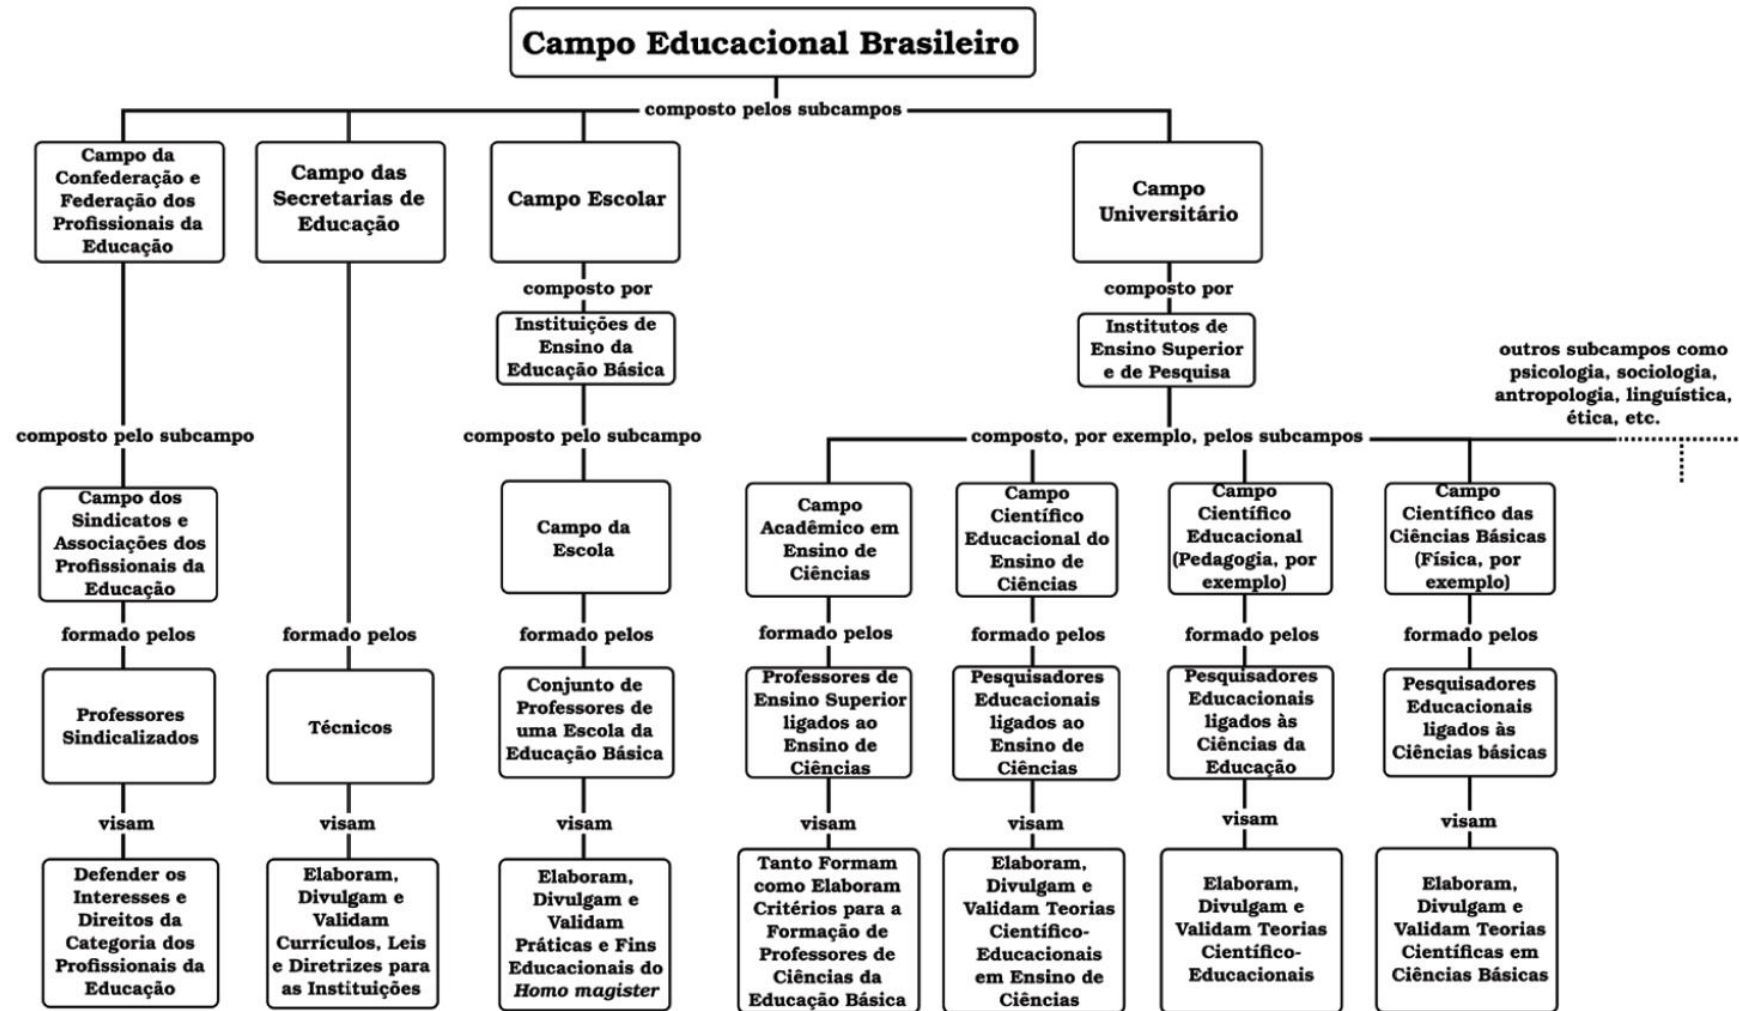 Campo Educacional Brasileiro
composto pelos subcampos
Campo da
Confederação e
Federação dos
Profissionais da
Educação
Campo das
Secretarias de
Educação
Campo Escolar
Campo
Universitário
composto por
composto por
Instituições de
Ensino da
Educação Básica
Institutos de
Ensino Superior
e de Pesquisa
outros subcampos como
psicologia, sociologia,
antropologia, linguística,
ética, etc.
composto pelo subcampo
composto pelo subcampo
composto, por exemplo, pelos subcampos
Campo dos
Sindicatos e
Associações dos
Profissionais da
Educação
Campo da
Escola
Campo
Acadêmico em
Ensino de
Ciências
Campo
Científico
Educacional do
Ensino de
Ciências
Campo
Científico
Educacional
(Pedagogia, por
exemplo)
Campo
Científico das
Ciências Básicas
(Física, por
exemplo)
formado pelos
formado pelos
formado pelos
formado pelos
formado pelos
formado pelos
formado pelos
Professores
Sindicalizados
Técnicos
Conjunto de
Professores de
uma Escola da
Educação Básica
Professores de
Ensino Superior
ligados ao
Ensino de
Ciências
Pesquisadores
Educacionais
ligados ao
Ensino de
Ciências
Pesquisadores
Educacionais
ligados às
Ciências da
Educação
Pesquisadores
Educacionais
ligados às
Ciências básicas
visam
visam
visam
visam
visam
visam
visam
Defender os
Interesses e
Direitos da
Categoria dos
Profissionais da
Educação
Elaboram,
Divulgam e
Validam
Currículos, Leis
e Diretrizes para
as Instituições
Elaboram,
Divulgam e
Validam
Práticas e Fins
Educacionais do
Homo magister
Tanto Formam
como Elaboram
Critérios para a
Formação de
Professores de
Ciências da
Educação Básica
Elaboram,
Divulgam e
Validam Teorias
Científico-
Educacionais
em Ensino de
Ciências
Elaboram,
Divulgam e
Validam Teorias
Científico-
Educacionais
Elaboram,
Divulgam e
Validam Teorias
Científicas em
Ciências Básicas